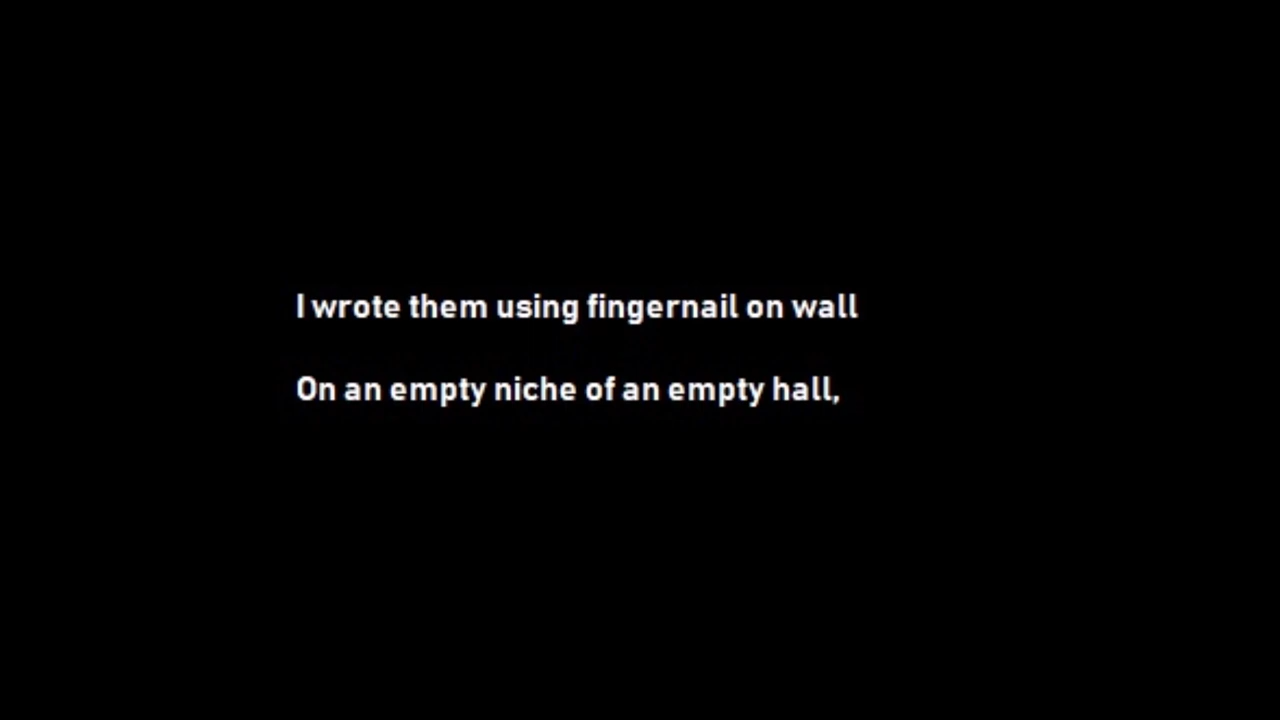 I wrote them using fingernail on wall
On an empty niche of an empty hall,